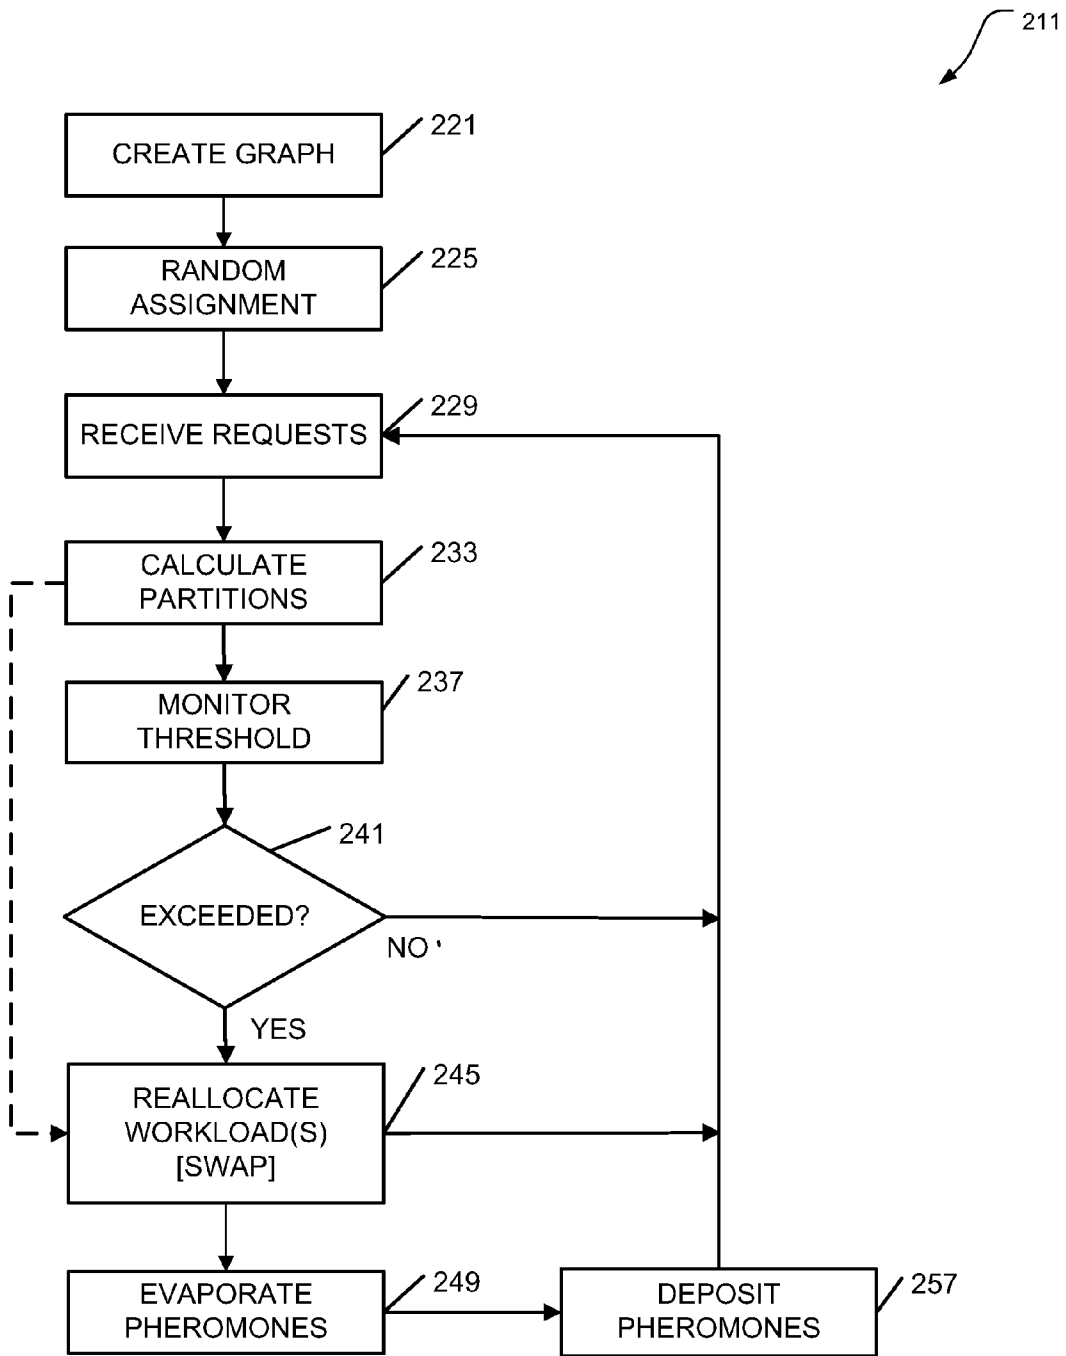 211
CREATE GRAPH
221
RANDOM
ASSIGNMENT
225
RECEIVE REQUESTS
229
CALCULATE
PARTITIONS
233
MONITOR
THRESHOLD
237
EXCEEDED?
241
NO
YES
REALLOCATE
WORKLOAD(S)
[SWAP]
245
EVAPORATE
PHEROMONES
249
DEPOSIT
PHEROMONES
257